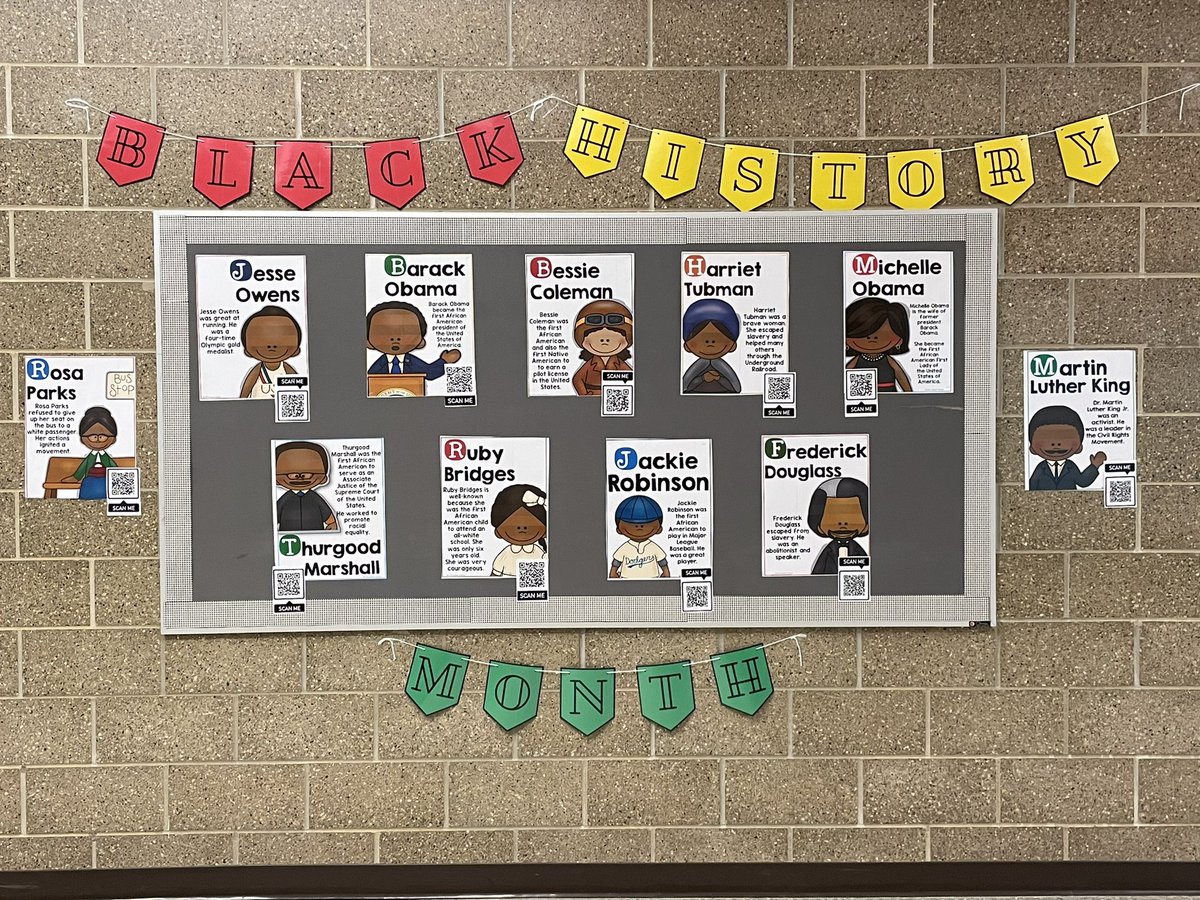 BLACK HISTORY
Jesse
Owens
Jesse Owens
was great at
running. He
was a
four-time
Olympic gold
medalist.
SCAN ME
Barack
Obama
Barack Obama
became the
first African
American
president of
the United
States of
America.
SCAN ME
Bessie
Coleman
Bessie
Coleman was
the first
African
American
and also the
first Native
American to
to earn a
pilot license
in the United
States.
SCAN ME
Harriet
Tubman
Harriet
Tubman was a
brave woman.
She escaped
slavery and
helped many
others
through the
Underground
Railroad.
SCAN ME
Michelle
Obama
Michelle Obama
is the wife of
former
president
Barack
Obama.
She became the
first African
American First
Lady of
the United
States of
America.
SCAN ME
Rosa
Parks
BUS
STOP
Rosa Parks
refused to give
up her seat on
the bus to a
white passenger.
Her actions
ignited a
movement.
SCAN ME
Martin
Luther King
Dr. Martin
Luther King Jr.
was an
activist. He
was a leader in
the Civil Rights
Movement.
SCAN ME
Thurgood
Marshall was the
first African
American to
serve as an
Associate
Justice of the
Supreme Court
of the United
States.
He worked to
promote
racial
equality.
Thurgood
Marshall
SCAN ME
Ruby
Bridges
Ruby Bridges is
well-known
because she
was the first
African
American child
to attend an
all-white
school. She
was only six
years old.
She was very
courageous.
SCAN ME
Jackie
Robinson
Jackie
Robinson was
the first
African
American to
play in Major
League
Baseball. He
was a great
player.
Dodgers
SCAN ME
Frederick
Douglass
Frederick
Douglass
escaped from
slavery. He
was an
abolitionist and
speaker.
SCAN ME
MONTH